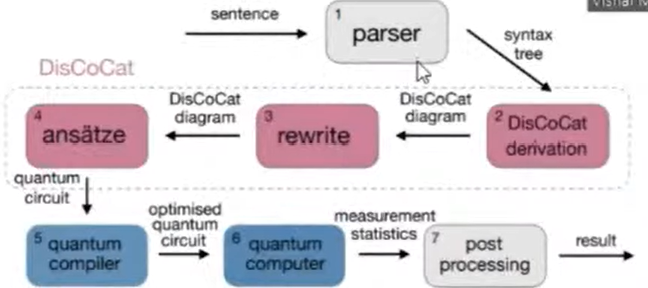 sentence
1
parser
syntax
tree
DisCoCat
4
ansätze
DisCoCat
diagram
3
rewrite
DisCoCat
diagram
2 DisCoCat
derivation
quantum
circuit
5 quantum
compiler
optimised
quantum
circuit
6 quantum
computer
measurement
statistics
7 post
processing
result